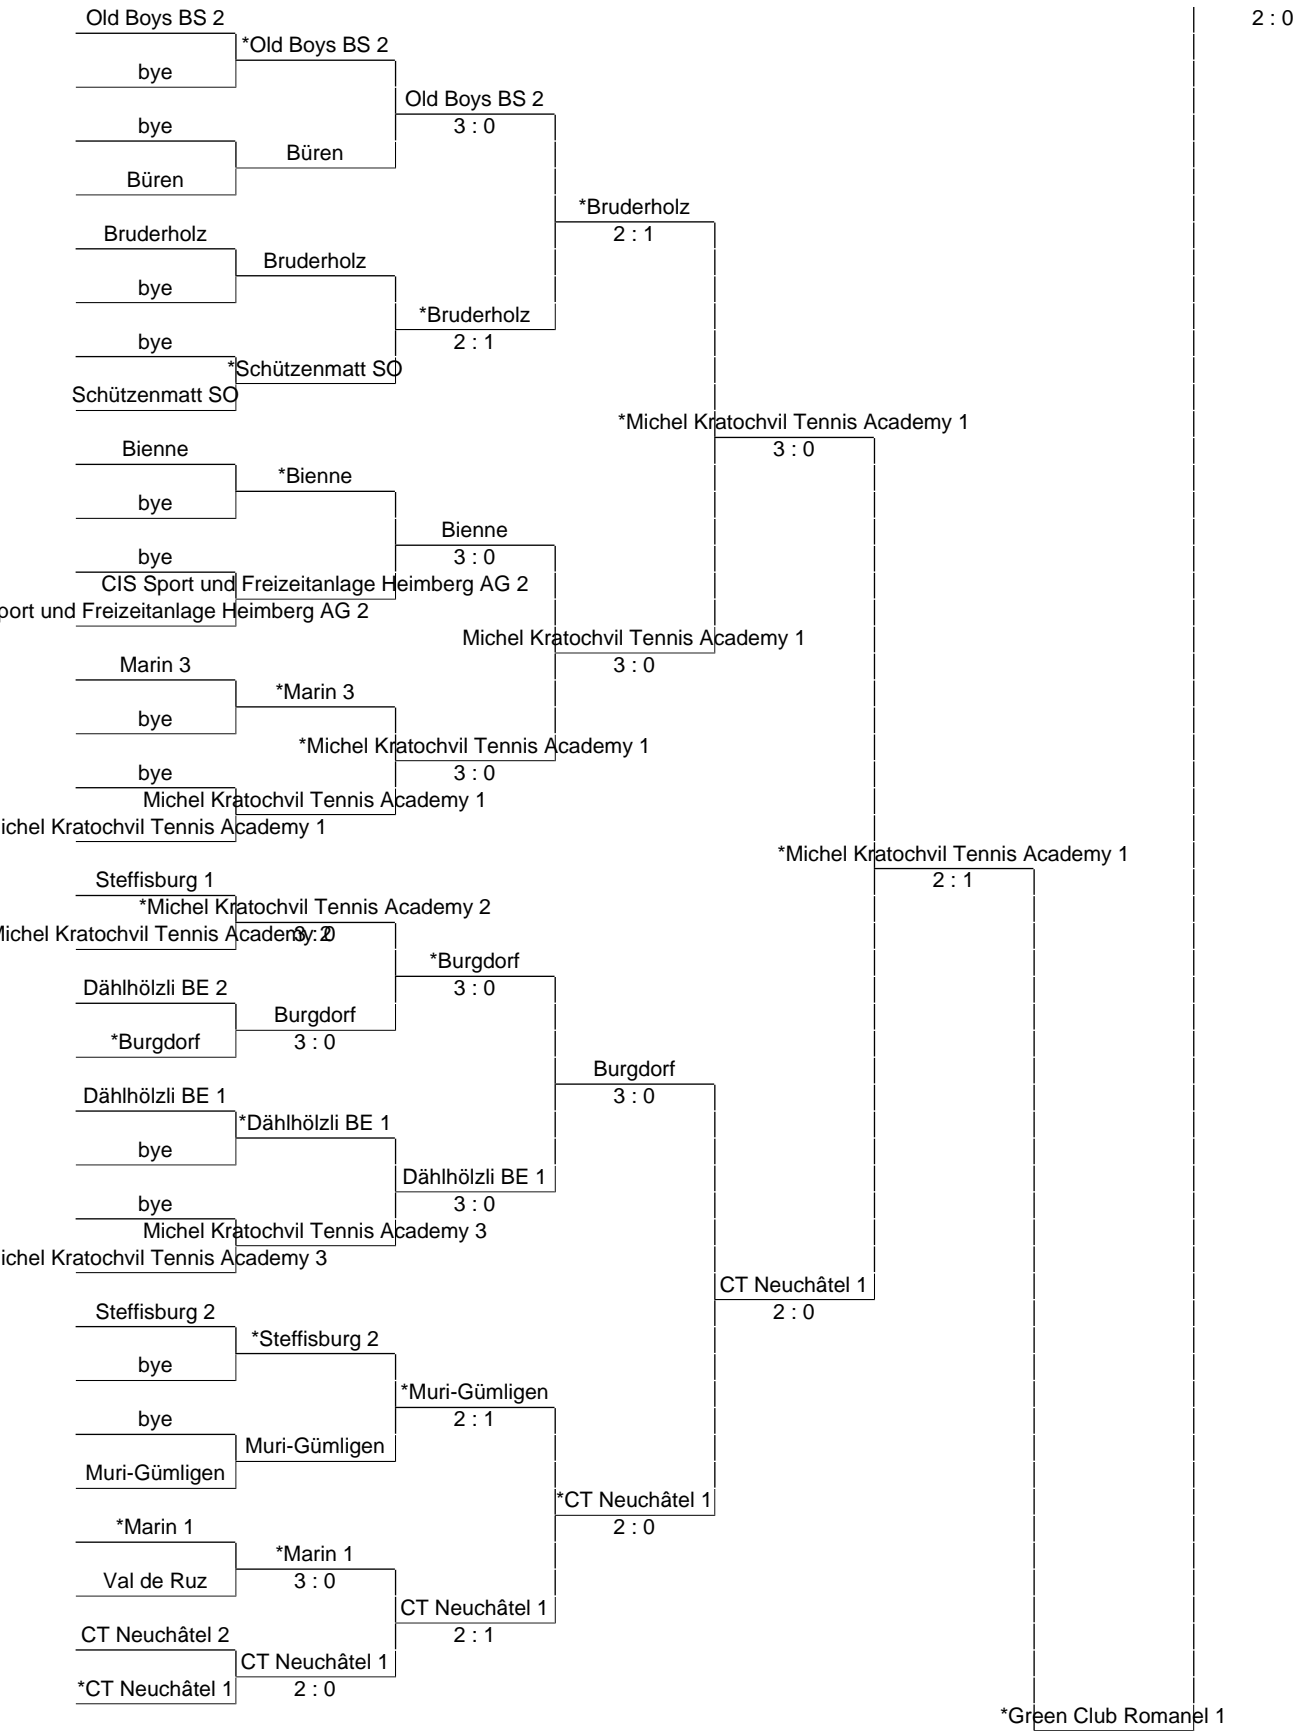 Old Boys BS 2
2 : 0
*Old Boys BS 2
bye
Old Boys BS 2
bye
3 : 0
Büren
Büren
*Bruderholz
Bruderholz
2 : 1
Bruderholz
bye
*Bruderholz
bye
2 : 1
*Schützenmatt SO
Schützenmatt SO
*Michel Kratochvil Tennis Academy 1
Bienne
3 : 0
*Bienne
bye
Bienne
bye
3 : 0
CIS Sport und Freizeitanlage Heimberg AG 2
port und Freizeitanlage Heimberg AG 2
Michel Kratochvil Tennis Academy 1
Marin 3
3 : 0
*Marin 3
bye
*Michel Kratochvil Tennis Academy 1
bye
3 : 0
Michel Kratochvil Tennis Academy 1
ichel Kratochvil Tennis Academy 1
*Michel Kratochvil Tennis Academy 1
Steffisburg 1
2 : 1
*Michel Kratochvil Tennis Academy 2
Michel Kratochvil Tennis Academy 2
3 : 0
*Burgdorf
Dählhölzli BE 2
3 : 0
Burgdorf
*Burgdorf
3 : 0
Burgdorf
Dählhölzli BE 1
3 : 0
*Dählhölzli BE 1
bye
Dählhölzli BE 1
bye
3 : 0
Michel Kratochvil Tennis Academy 3
ichel Kratochvil Tennis Academy 3
CT Neuchâtel 1
Steffisburg 2
2 : 0
*Steffisburg 2
bye
*Muri-Gümligen
bye
2 : 1
Muri-Gümligen
Muri-Gümligen
*CT Neuchâtel 1
*Marin 1
2 : 0
*Marin 1
Val de Ruz
3 : 0
CT Neuchâtel 1
CT Neuchâtel 2
2 : 1
CT Neuchâtel 1
*CT Neuchâtel 1
2 : 0
*Green Club Romanel 1